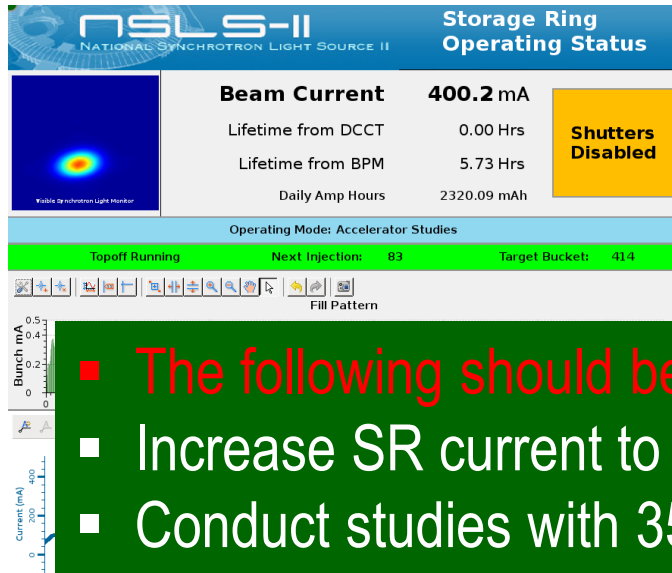 NSLS-II
NATIONAL SYNCHROTRON LIGHT SOURCE II
Storage Ring
Operating Status
Beam Current 400.2 mA
Lifetime from DCCT 0.00 Hrs
Lifetime from BPM 5.73 Hrs
Daily Amp Hours 2320.09 mAh
Shutters
Disabled
Visible Synchrotron Light Monitor
Operating Mode: Accelerator Studies
Topoff Running Next Injection: 83 Target Bucket: 414
Fill Pattern
Bunch mA
0.5
0.4
0.2
0
0
The following should be
Increase SR current to
Conduct studies with 35
Current (mA)
400
200
0